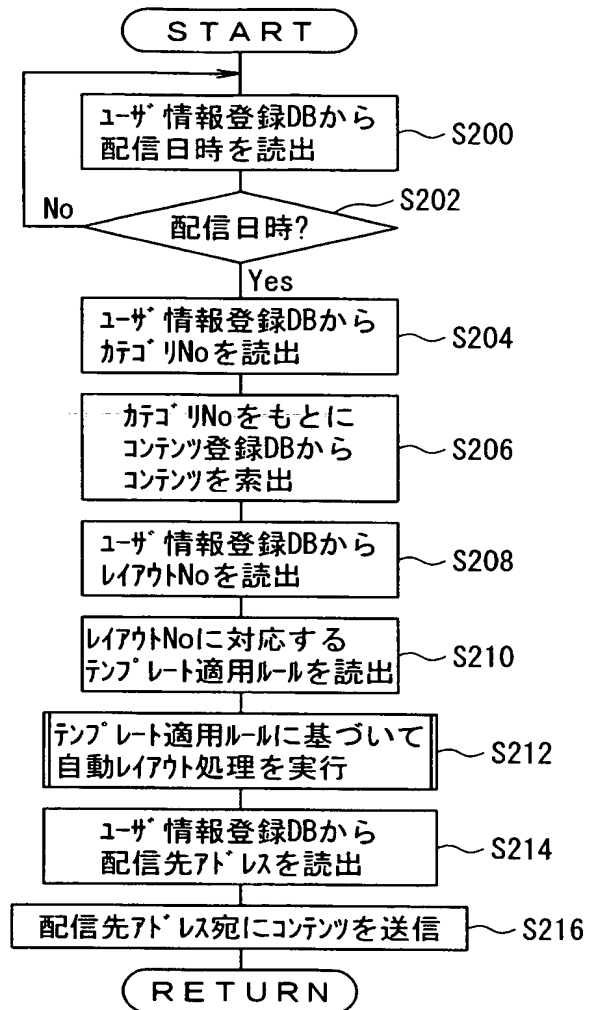 START
ﾕｰｻﾞ情報登録DBから
配信日時を読出
S200
配信日時?
S202
No
Yes
ﾕｰｻﾞ情報登録DBから
ｶﾃｺﾞﾘNoを読出
S204
ｶﾃｺﾞﾘNoをもとに
ｺﾝﾃﾝﾂ登録DBから
ｺﾝﾃﾝﾂを索出
S206
ﾕｰｻﾞ情報登録DBから
ﾚｲｱｳﾄNoを読出
S208
ﾚｲｱｳﾄNoに対応する
ﾃﾝﾌﾟﾚｰﾄ適用ﾙｰﾙを読出
S210
ﾃﾝﾌﾟﾚｰﾄ適用ﾙｰﾙに基づいて
自動ﾚｲｱｳﾄ処理を実行
S212
ﾕｰｻﾞ情報登録DBから
配信先ｱﾄﾞﾚｽを読出
S214
配信先ｱﾄﾞﾚｽ宛にｺﾝﾃﾝﾂを送信
S216
RETURN